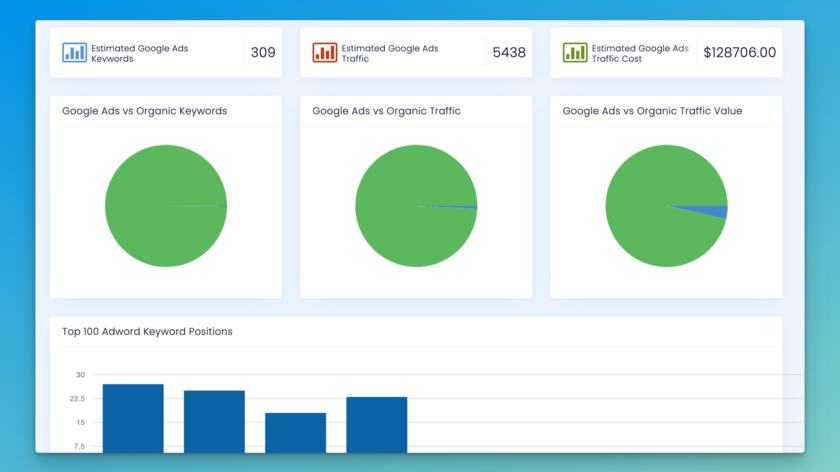 Estimated Google Ads
Keywords
309
Estimated Google Ads
Traffic
5438
Estimated Google Ads
Traffic Cost
$128706.00
Google Ads vs Organic Keywords
Google Ads vs Organic Traffic
Google Ads vs Organic Traffic Value
Top 100 Adword Keyword Positions
30
22.5
15
7.5